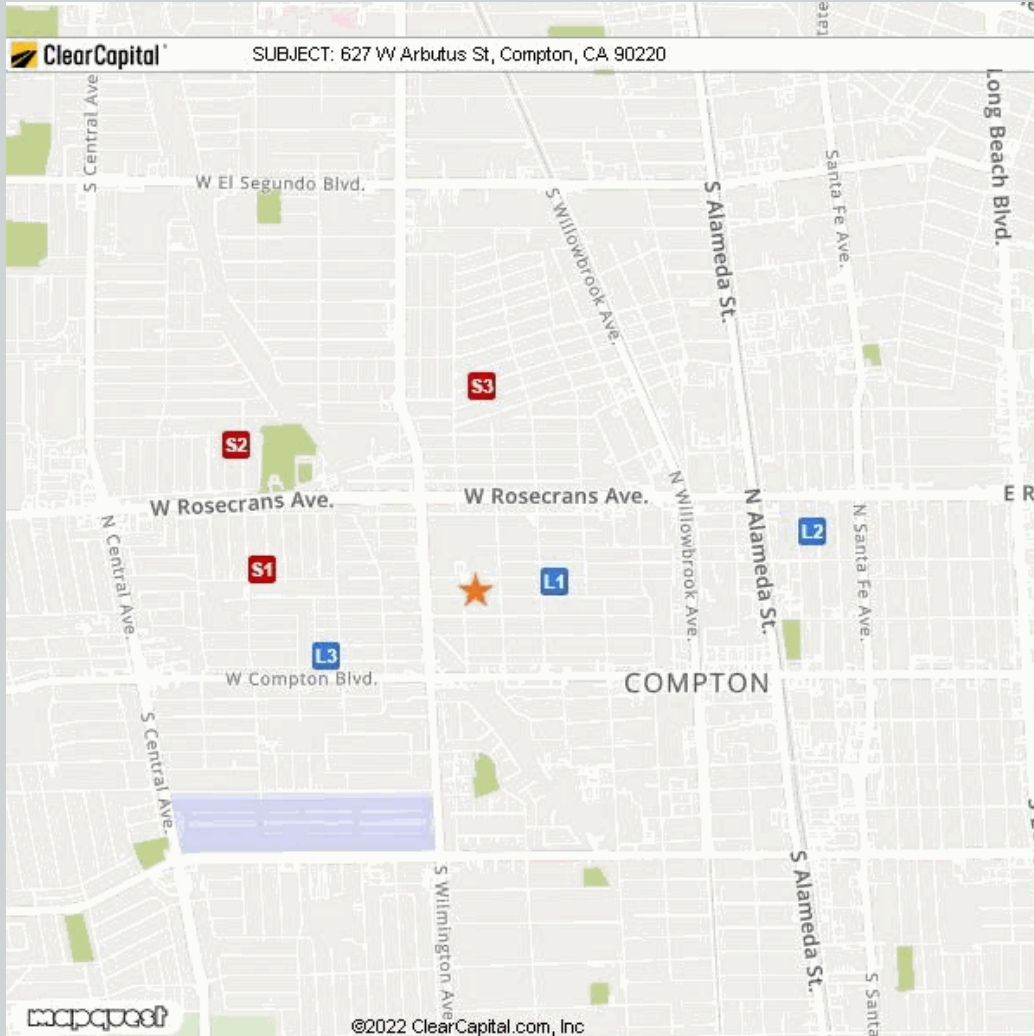 ClearCapital
SUBJECT: 627 W Arbutus St, Compton, CA 90220
S Central Ave
Long Beach Blvd.
W El Segundo Blvd.
S Willowbrook Ave.
S Alameda St.
Santa Fe Ave.
S3
S2
W Rosecrans Ave.
W Rosecrans Ave.
E R
N Central Ave.
N Willowbrook Ave.
N Alameda St.
L2
N Santa Fe Ave.
S1
L1
L3
W Compton Blvd.
COMPTON
S Central Ave.
S Wilmington Ave
S Alameda St.
S Santa
mapquest
©2022 ClearCapital.com, Inc